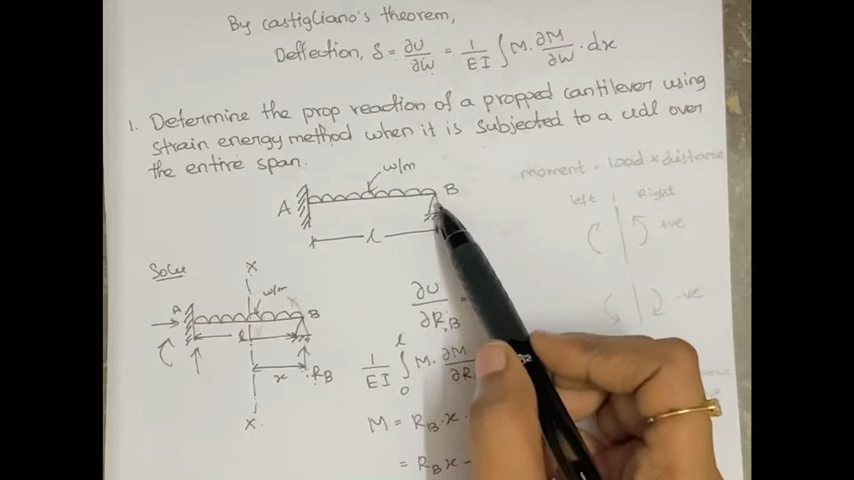 By castigliano's theorem,
Deflection, δ = ∂U/∂W = 1/EI ∫ M. ∂M/∂W . dx
1. Determine the prop reaction of a propped cantilever using
strain energy method when it is subjected to a udl over
the entire span.
w/m
A B
l
moment = load × distance
left | Right
+ve
-ve
Soln
X
w/m
A B
l
x
RB
X
∂U/∂RB
1/EI ∫₀ˡ M. ∂M/∂R
M = RB.x
= RBx -